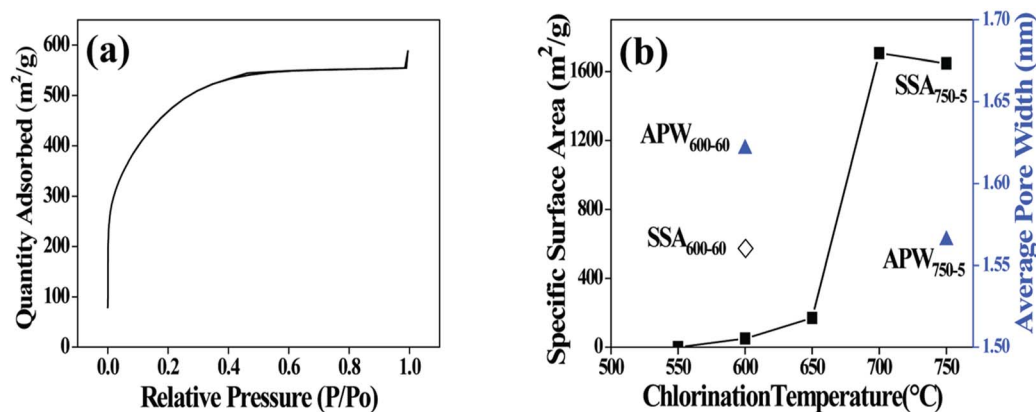 (a)
Quantity Adsorbed (m²/g)
600
500
400
300
200
100
0
0.0 0.2 0.4 0.6 0.8 1.0
Relative Pressure (P/Po)
(b)
Specific Surface Area (m²/g)
1600
1200
800
400
0
APW600-60
SSA600-60
SSA750-5
APW750-5
500 550 600 650 700 750
Chlorination Temperature(°C)
1.70
1.65
1.60
1.55
1.50
Average Pore Width (nm)